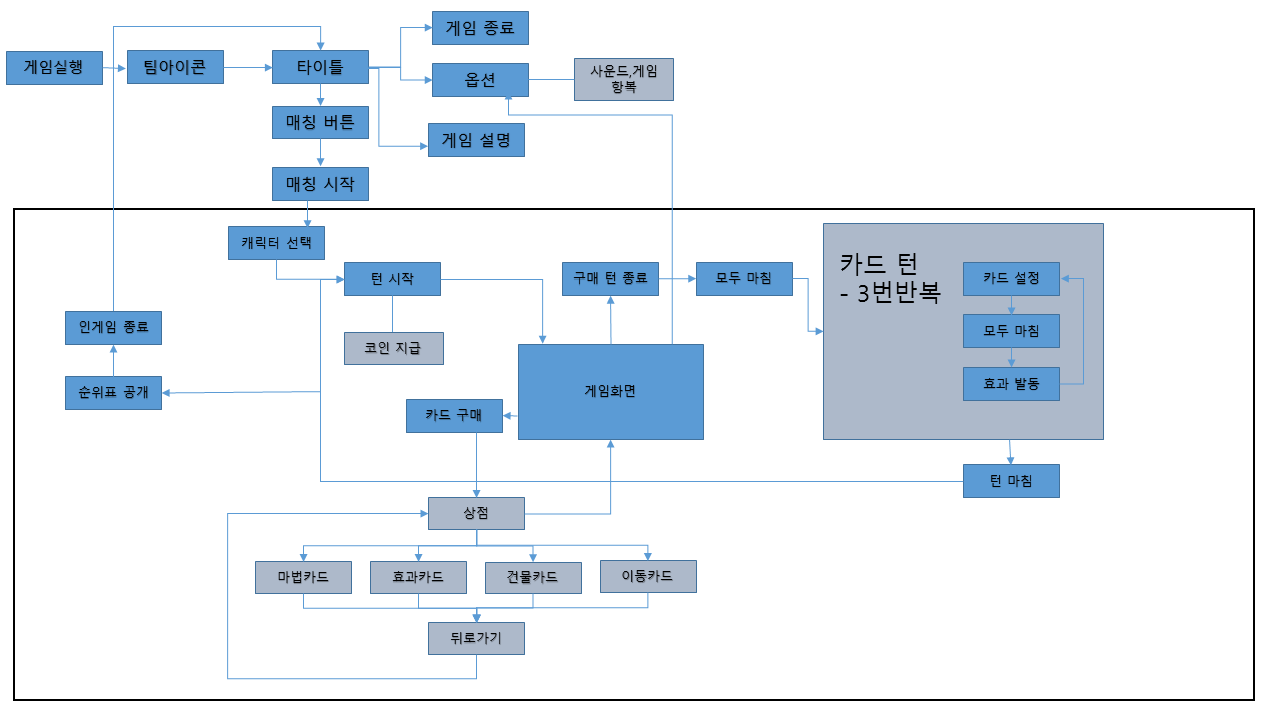 게임 종료
게임실행
팀아이콘
타이틀
옵션
사운드,게임
항복
매칭 버튼
게임 설명
매칭 시작
캐릭터 선택
턴 시작
구매 턴 종료
모두 마침
카드 턴
- 3번반복
카드 설정
인게임 종료
코인 지급
모두 마침
순위표 공개
게임화면
효과 발동
카드 구매
턴 마침
상점
마법카드
효과카드
건물카드
이동카드
뒤로가기